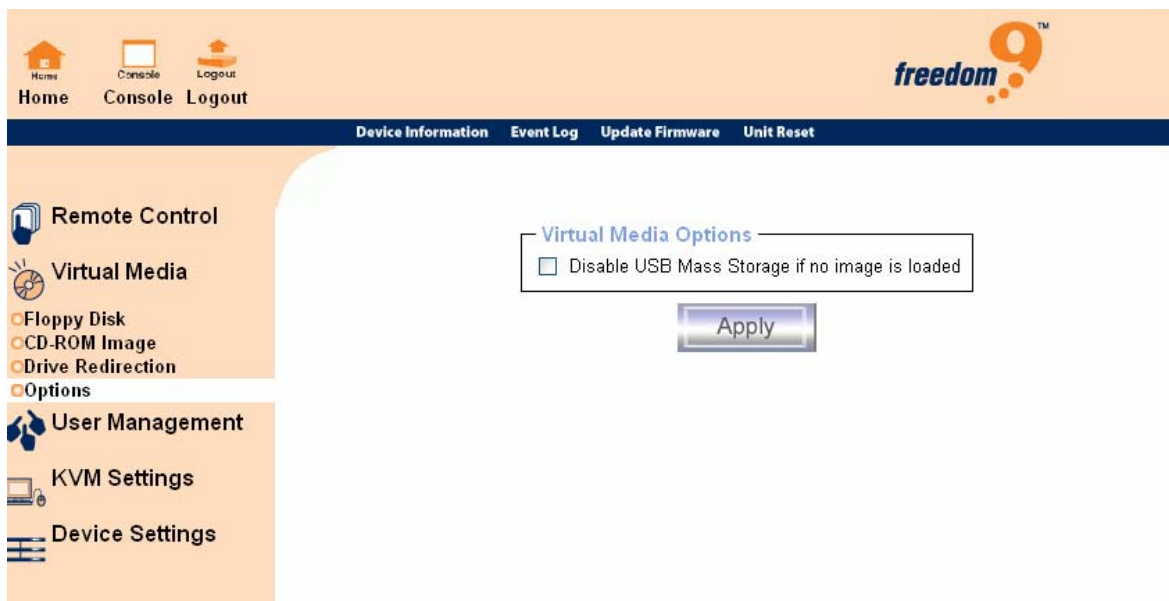 Home Console Logout
Home Console Logout
freedom9™
Device Information Event Log Update Firmware Unit Reset
Remote Control
Virtual Media
Floppy Disk
CD-ROM Image
Drive Redirection
Options
User Management
KVM Settings
Device Settings
Virtual Media Options
Disable USB Mass Storage if no image is loaded
Apply